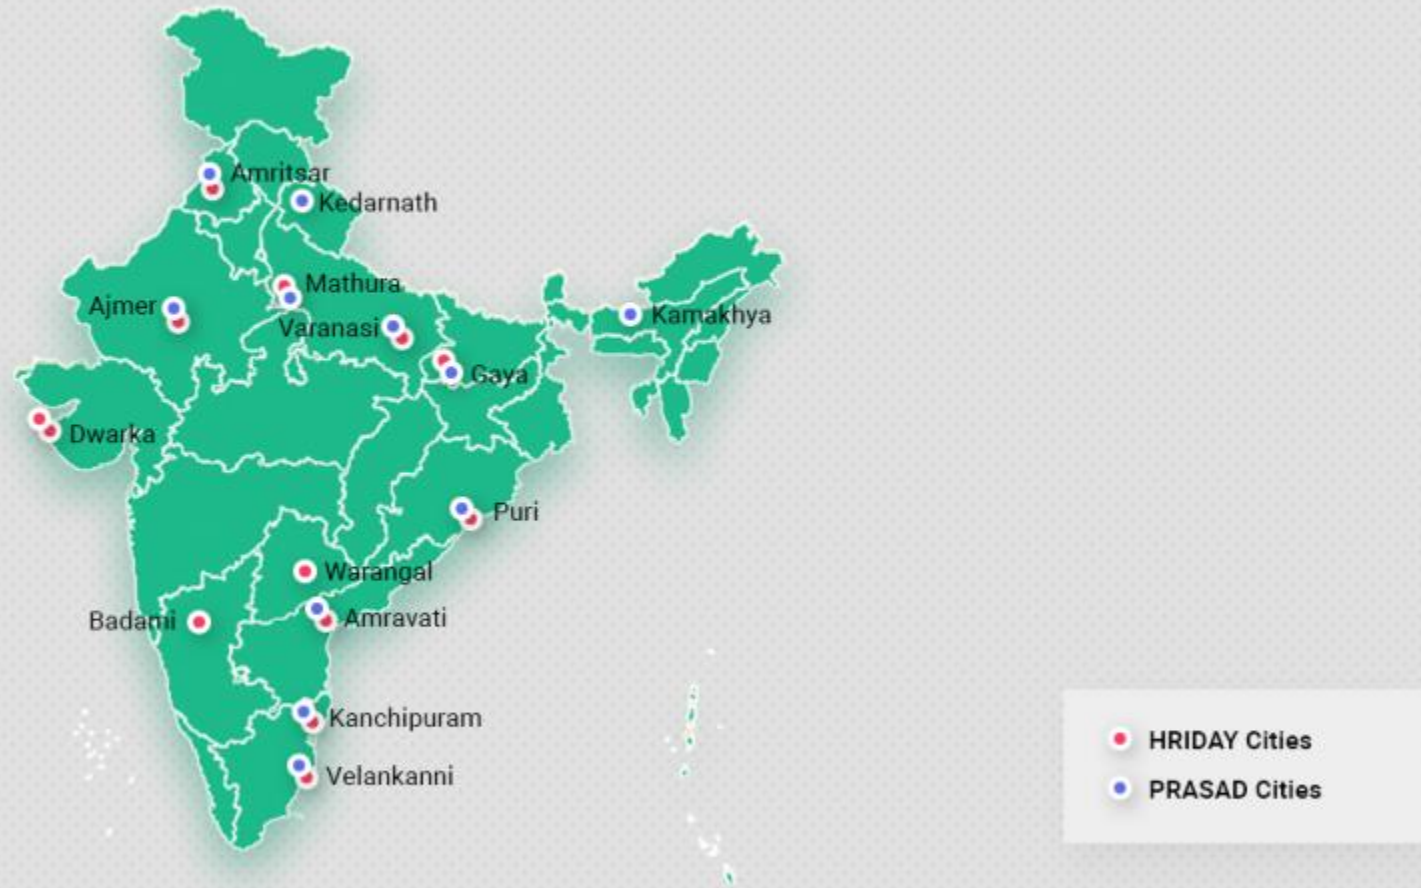 Amritsar
Kedarnath
Mathura
Ajmer
Varanasi
Kamakhya
Gaya
Dwarka
Puri
Warangal
Badami
Amravati
Kanchipuram
Velankanni
HRIDAY Cities
PRASAD Cities